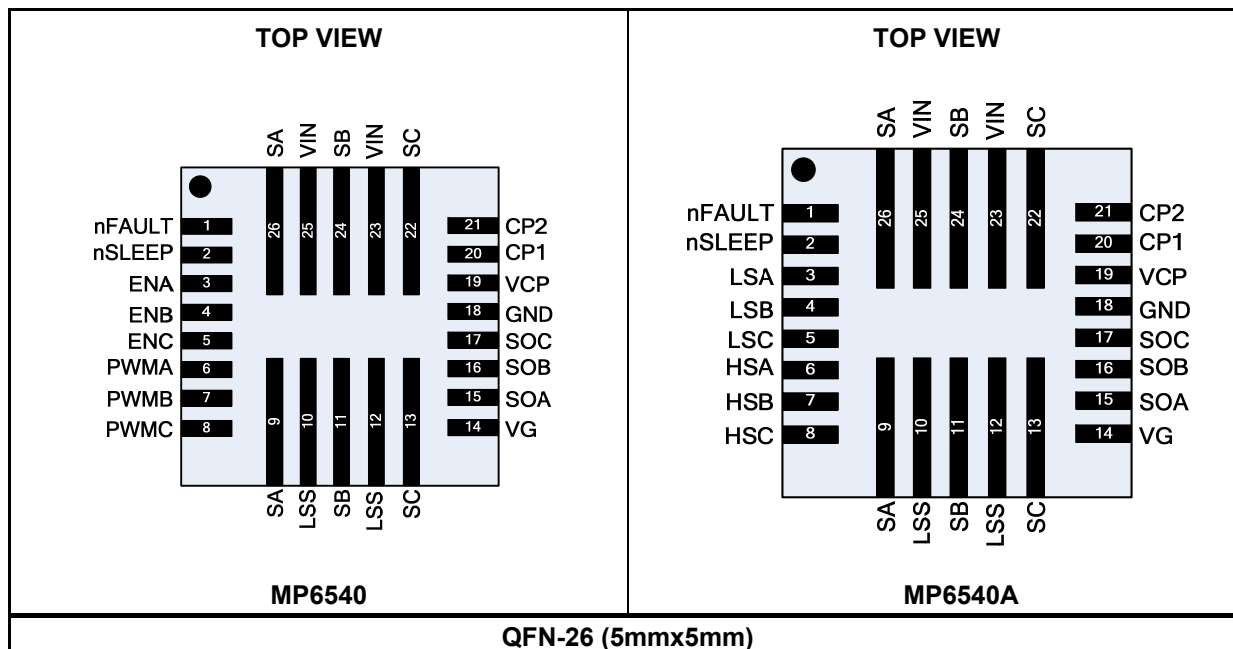 TOP VIEW
SA VIN SB VIN SC
26 25 24 23 22
nFAULT 1
nSLEEP 2
ENA 3
ENB 4
ENC 5
PWMA 6
PWMB 7
PWMC 8
21 CP2
20 CP1
19 VCP
18 GND
17 SOC
16 SOB
15 SOA
14 VG
9 10 11 12 13
SA LSS SB LSS SC
MP6540
TOP VIEW
SA VIN SB VIN SC
26 25 24 23 22
nFAULT 1
nSLEEP 2
LSA 3
LSB 4
LSC 5
HSA 6
HSB 7
HSC 8
21 CP2
20 CP1
19 VCP
18 GND
17 SOC
16 SOB
15 SOA
14 VG
9 10 11 12 13
SA LSS SB LSS SC
MP6540A
QFN-26 (5mmx5mm)